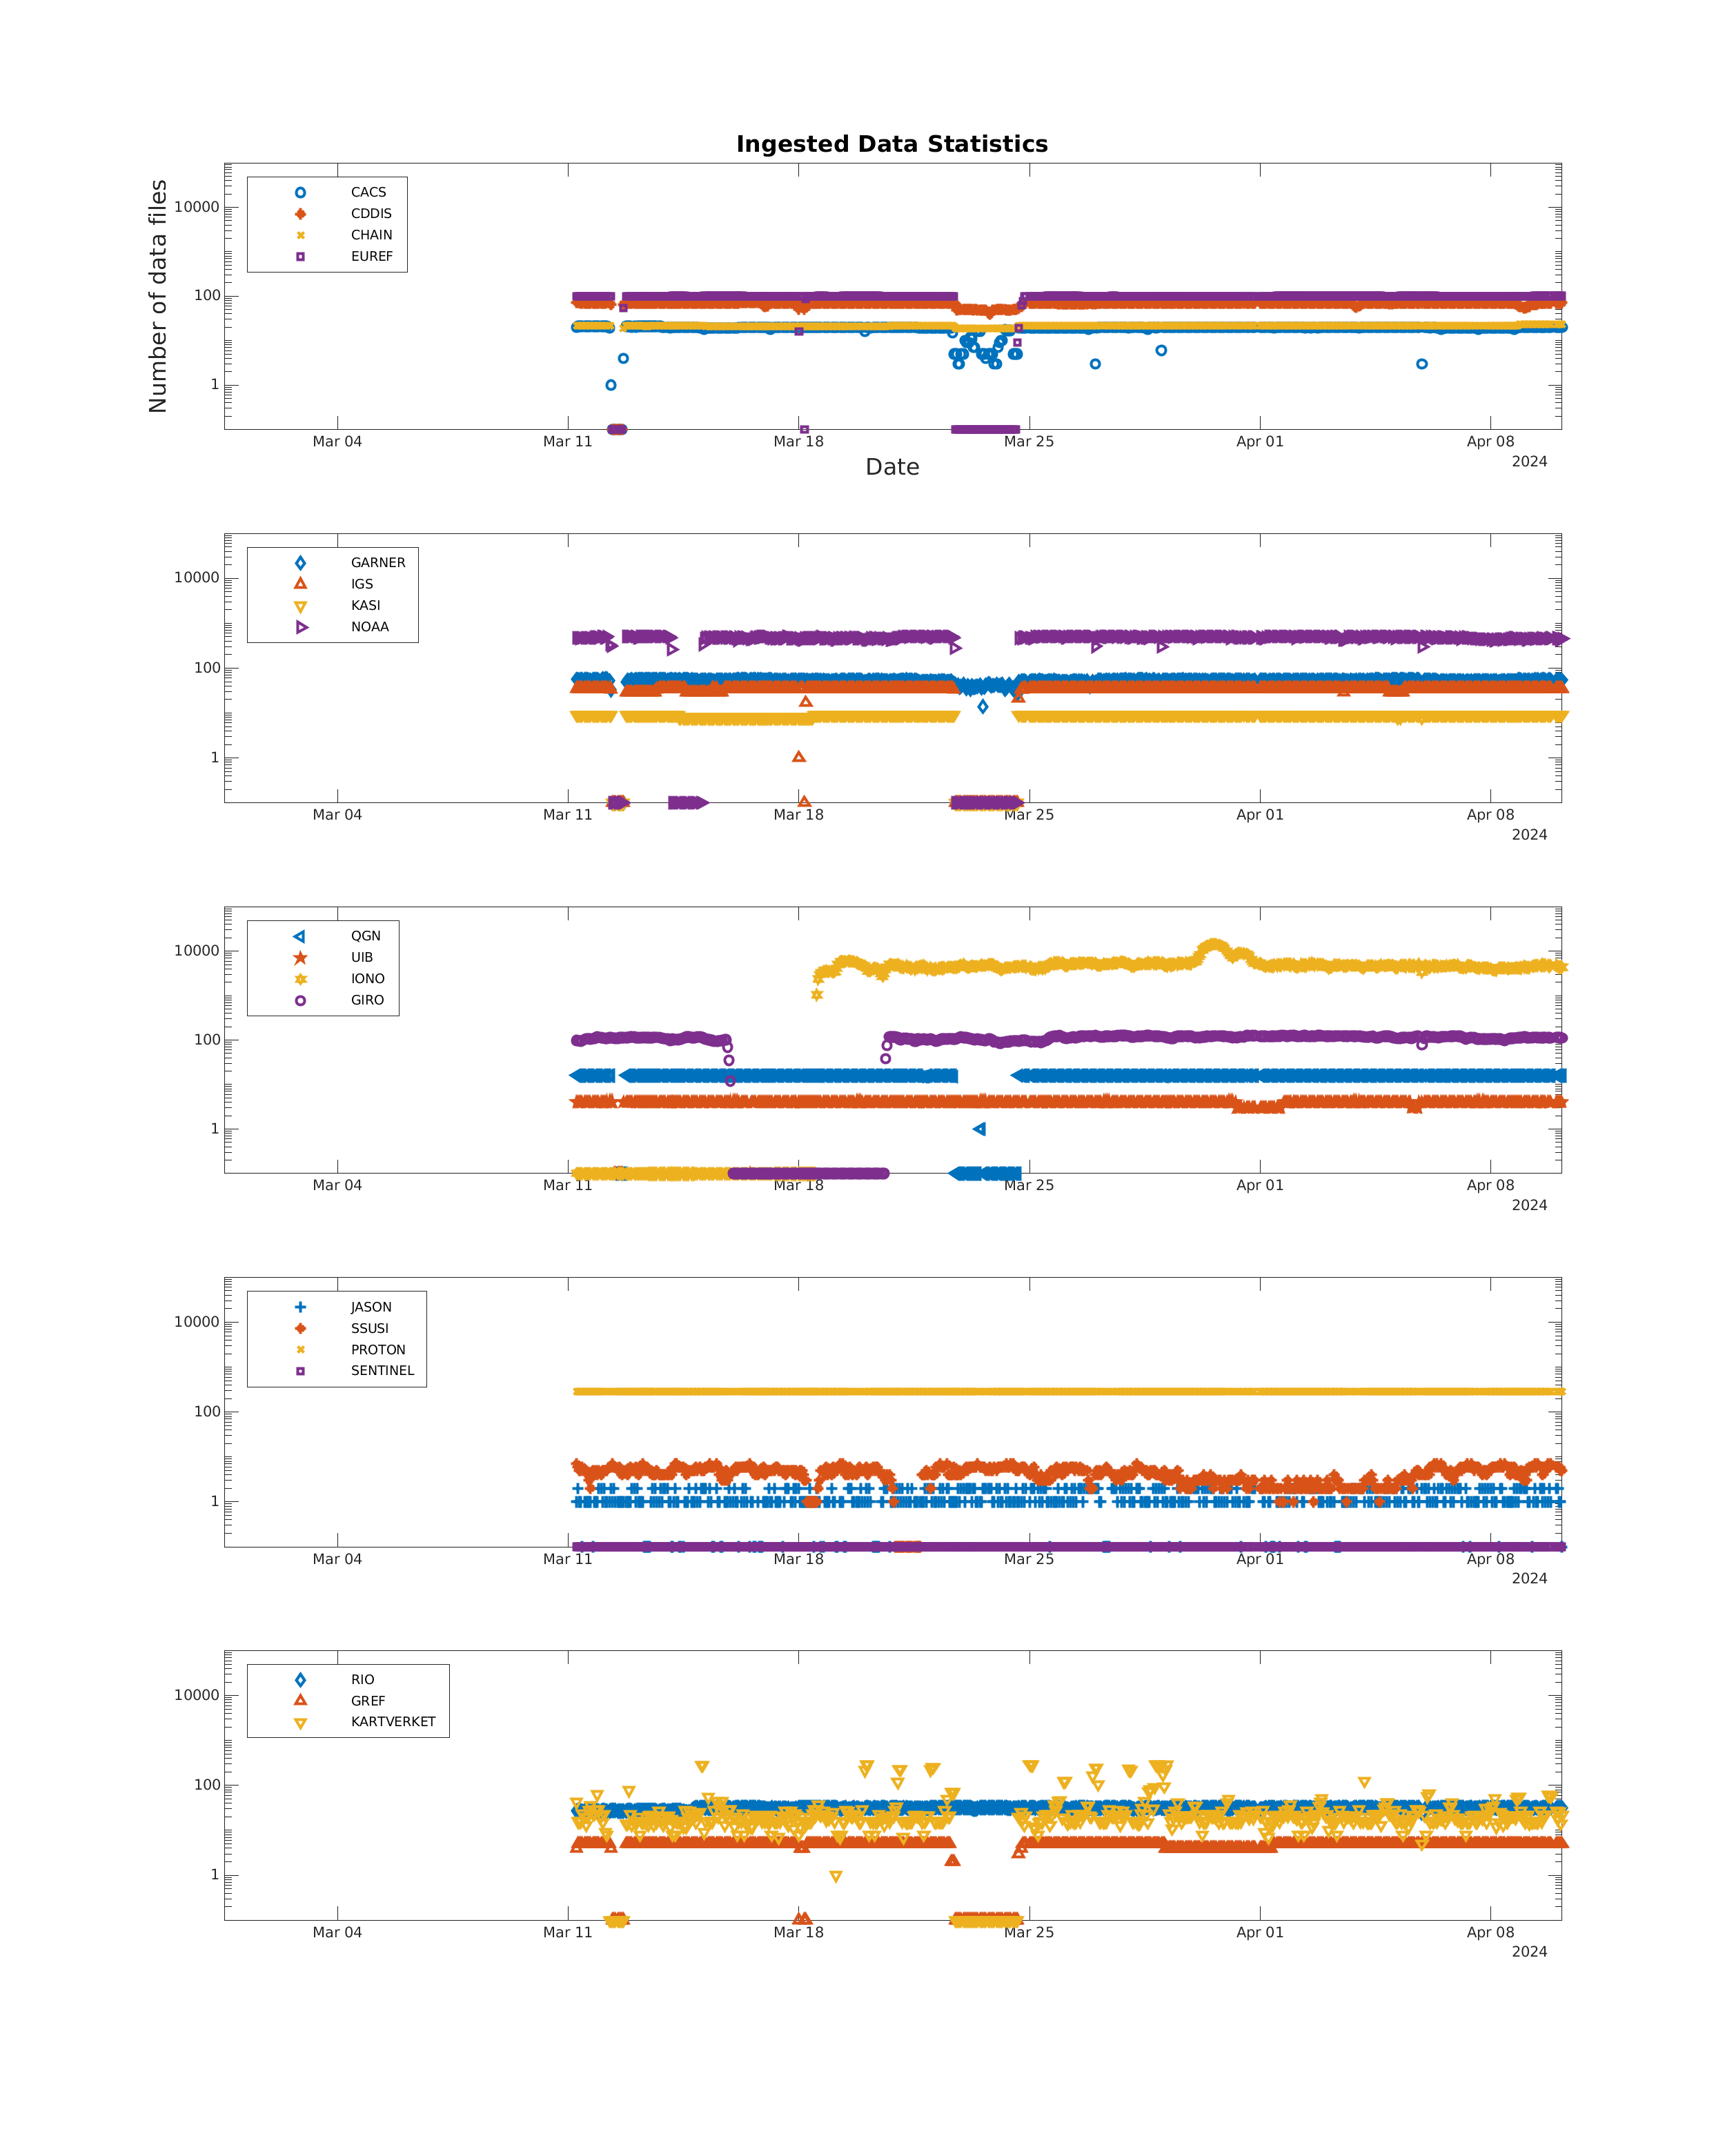 Ingested Data Statistics
Number of data files
10000
100
1
CACS
CDDIS
CHAIN
EUREF
Mar 04 Mar 11 Mar 18 Mar 25 Apr 01 Apr 08
2024
Date
10000
100
1
GARNER
IGS
KASI
NOAA
Mar 04 Mar 11 Mar 18 Mar 25 Apr 01 Apr 08
2024
10000
100
1
QGN
UIB
IONO
GIRO
Mar 04 Mar 11 Mar 18 Mar 25 Apr 01 Apr 08
2024
10000
100
1
JASON
SSUSI
PROTON
SENTINEL
Mar 04 Mar 11 Mar 18 Mar 25 Apr 01 Apr 08
2024
10000
100
1
RIO
GREF
KARTVERKET
Mar 04 Mar 11 Mar 18 Mar 25 Apr 01 Apr 08
2024